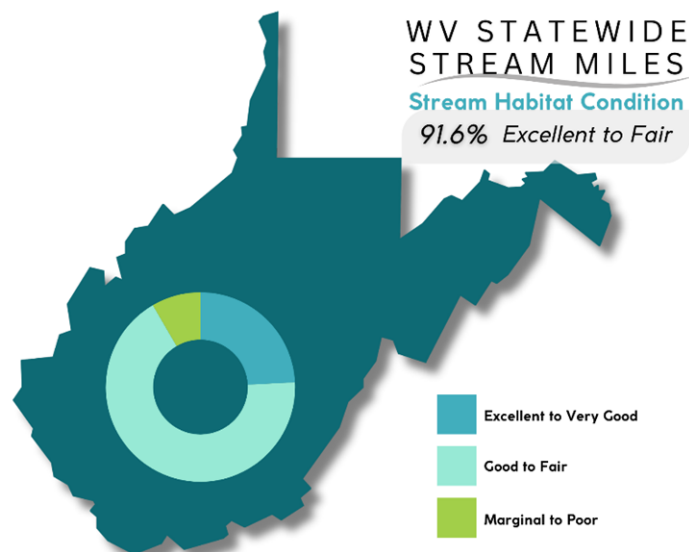 WV STATEWIDE
STREAM MILES
Stream Habitat Condition
91.6% Excellent to Fair
Excellent to Very Good
Good to Fair
Marginal to Poor